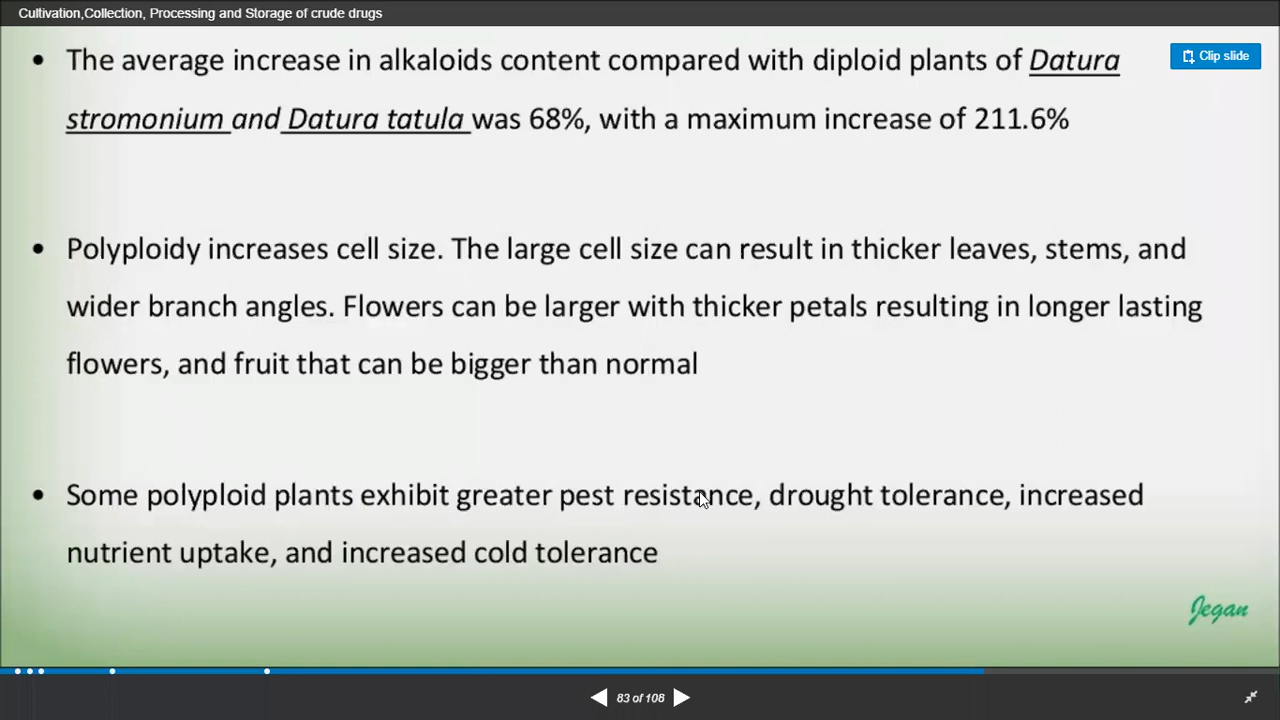 Cultivation,Collection, Processing and Storage of crude drugs
• The average increase in alkaloids content compared with diploid plants of Datura
Clip slide
stromonium and Datura tatula was 68%, with a maximum increase of 211.6%
• Polyploidy increases cell size. The large cell size can result in thicker leaves, stems, and
wider branch angles. Flowers can be larger with thicker petals resulting in longer lasting
flowers, and fruit that can be bigger than normal
• Some polyploid plants exhibit greater pest resistance, drought tolerance, increased
nutrient uptake, and increased cold tolerance
Jegan
83 of 108